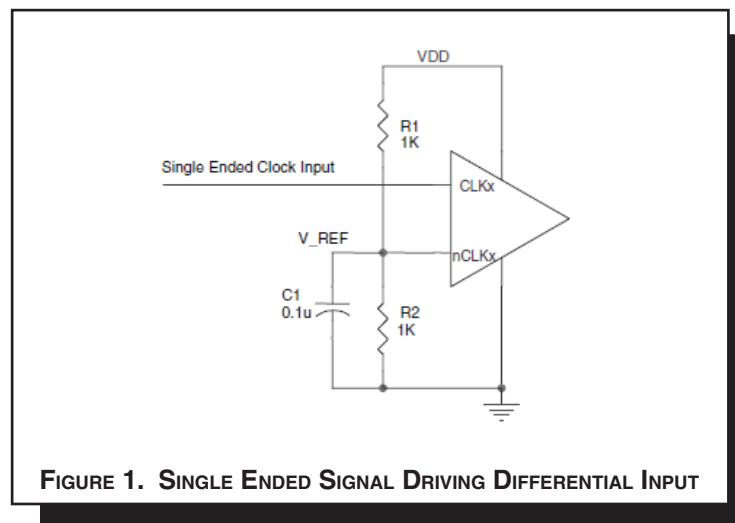 VDD
R1
1K
Single Ended Clock Input
CLKx
V_REF
nCLKx
C1
0.1u
R2
1K
FIGURE 1. SINGLE ENDED SIGNAL DRIVING DIFFERENTIAL INPUT